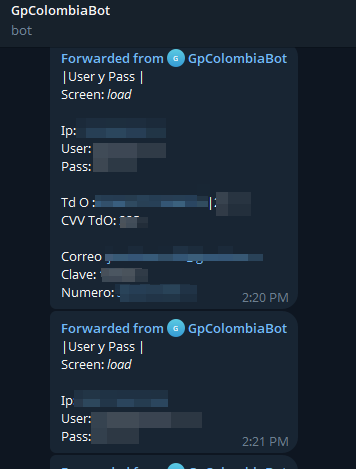 GpColombiaBot
bot
Forwarded from G GpColombiaBot
|User y Pass |
Screen: load
Ip:
User:
Pass:
Td O : |
CVV TdO:
Correo
Clave:
Numero:
2:20 PM
Forwarded from G GpColombiaBot
|User y Pass |
Screen: load
Ip
User:
Pass:
2:21 PM